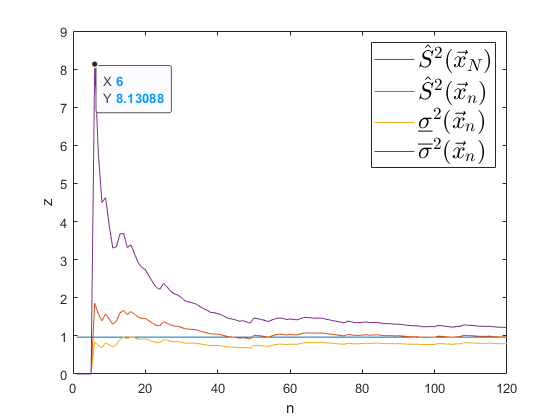 9
8
7
6
5
4
3
2
1
0
z
0 20 40 60 80 100 120
n
X 6
Y 8.13088
Ŝ²(x⃗_N)
Ŝ²(x⃗_n)
σ̲²(x⃗_n)
σ̅²(x⃗_n)